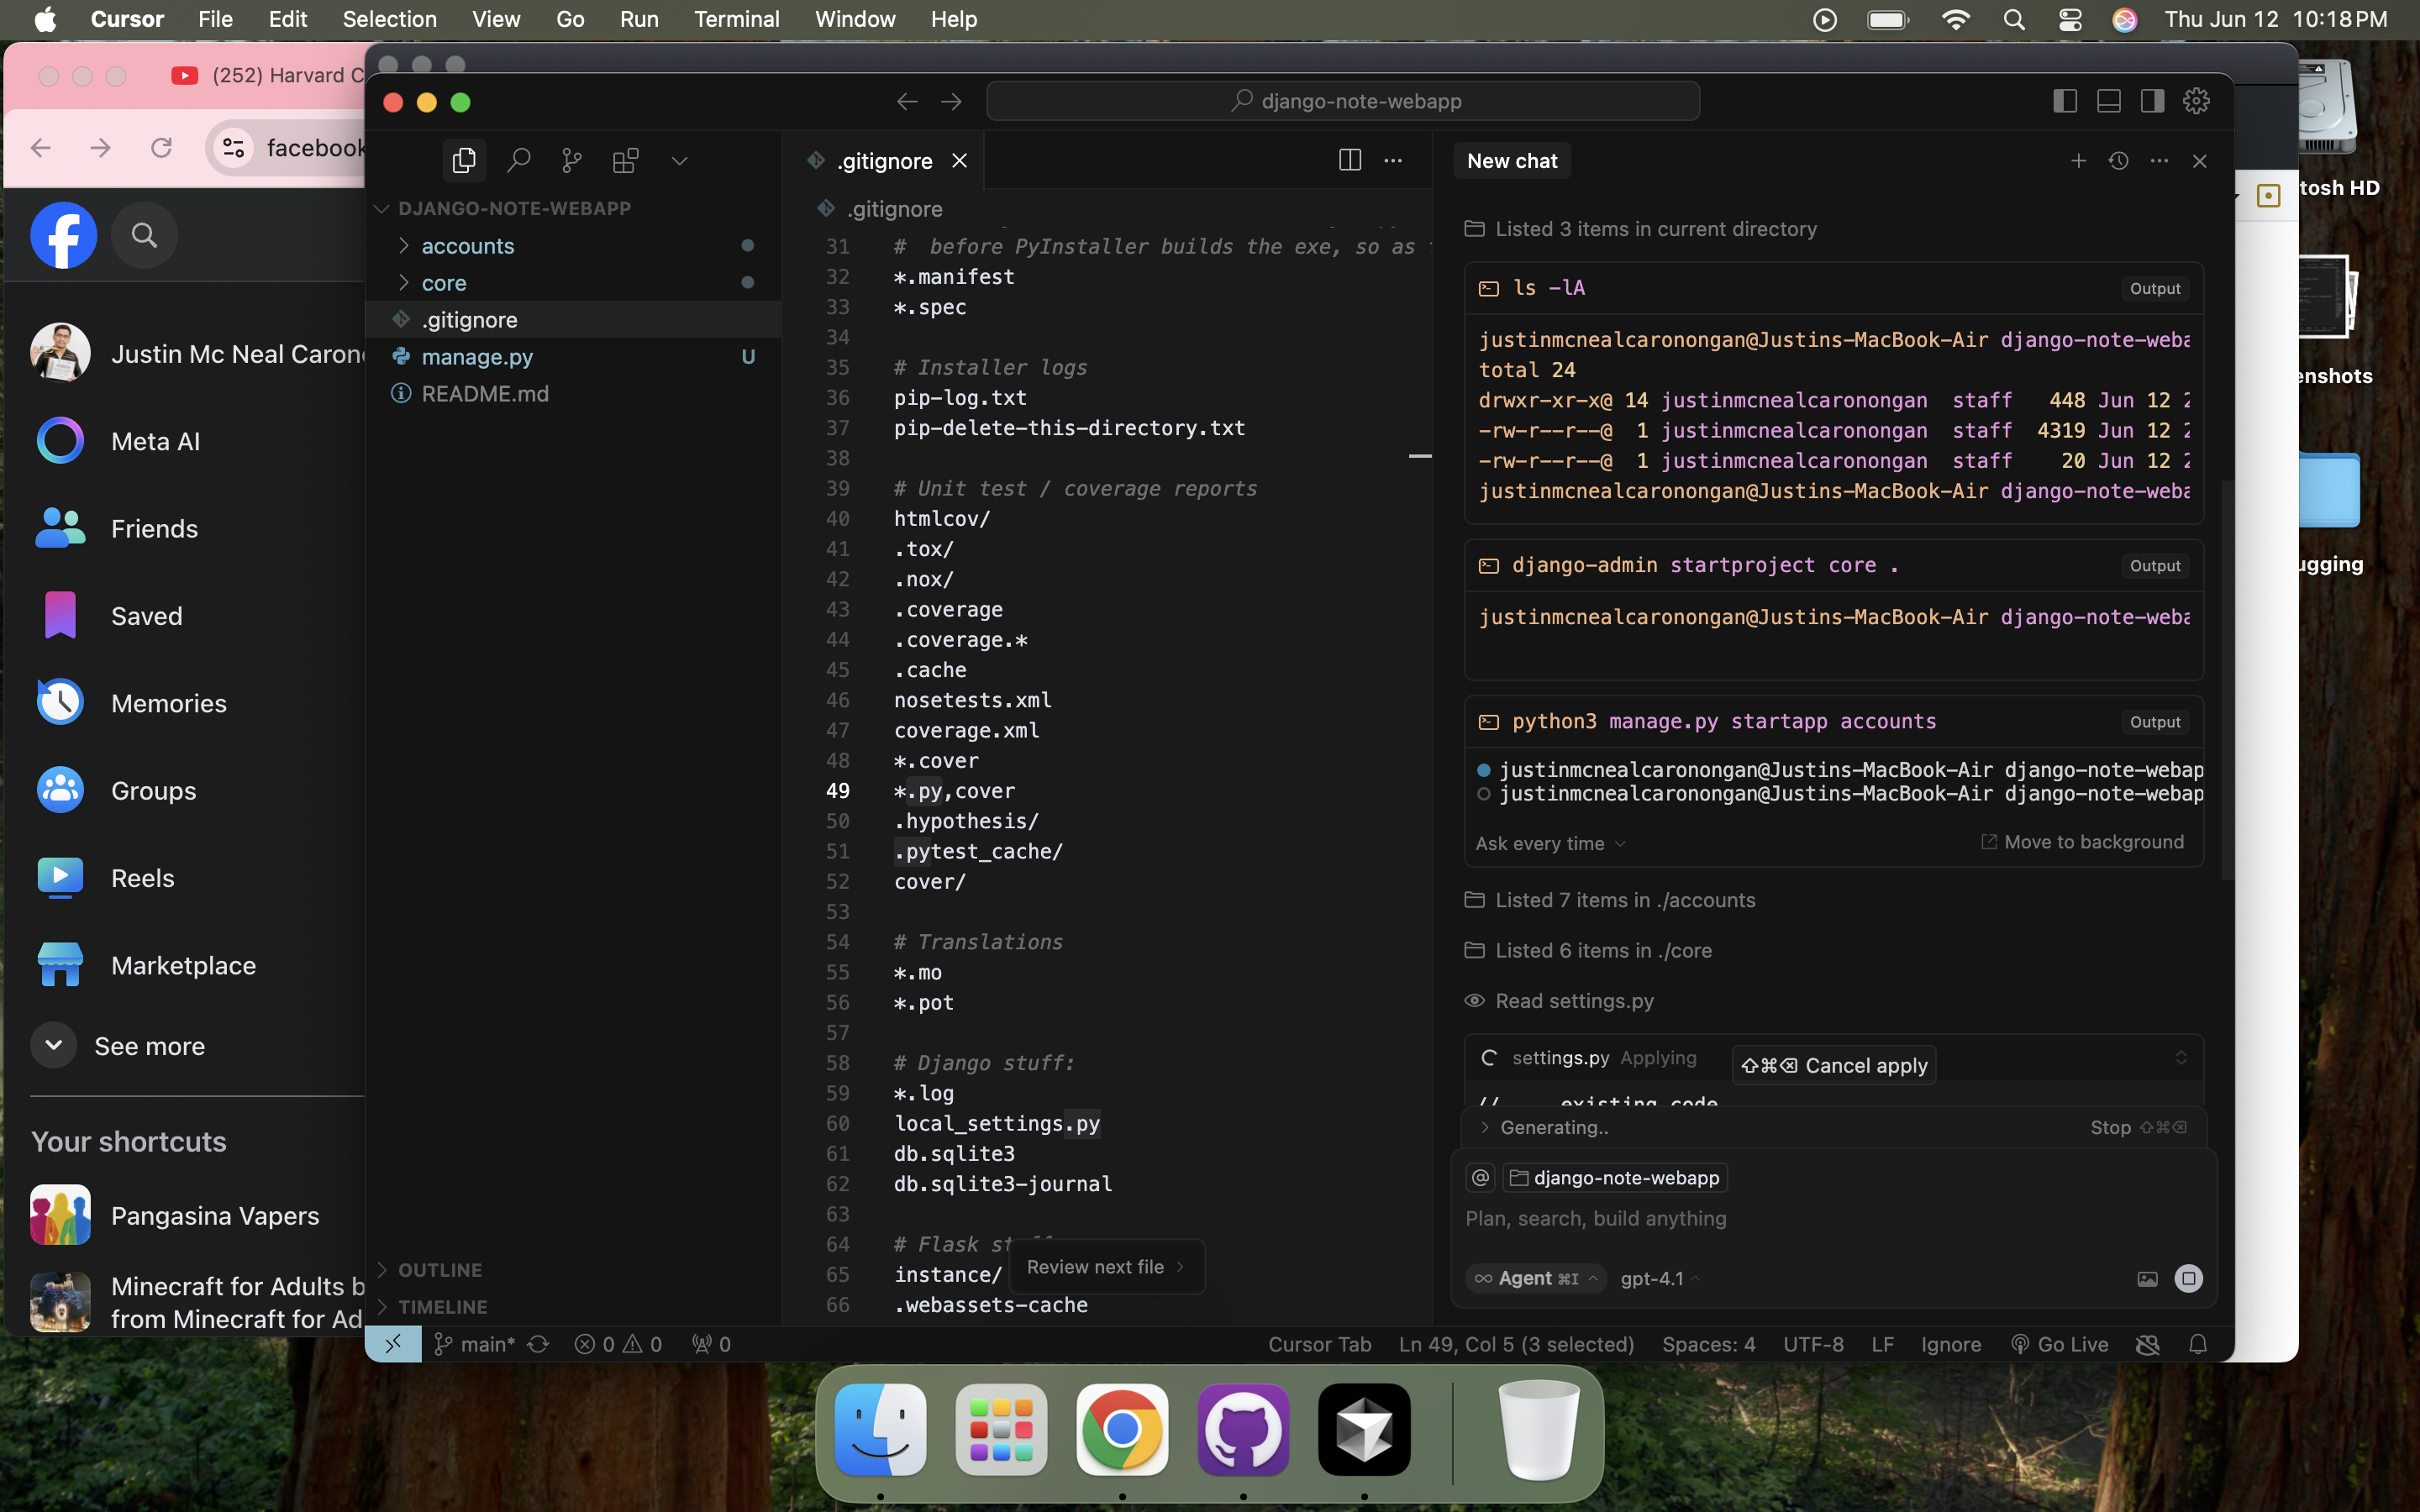 Cursor File Edit Selection View Go Run Terminal Window Help
Thu Jun 12 10:18 PM
(252) Harvard C
facebook
Justin Mc Neal Caron
Meta AI
Friends
Saved
Memories
Groups
Reels
Marketplace
See more
Your shortcuts
Pangasina Vapers
Minecraft for Adults b
from Minecraft for Ad
django-note-webapp
DJANGO-NOTE-WEBAPP
accounts
core
.gitignore
manage.py U
README.md
OUTLINE
TIMELINE
.gitignore
.gitignore
31 # before PyInstaller builds the exe, so as
32 *.manifest
33 *.spec
34
35 # Installer logs
36 pip-log.txt
37 pip-delete-this-directory.txt
38
39 # Unit test / coverage reports
40 htmlcov/
41 .tox/
42 .nox/
43 .coverage
44 .coverage.*
45 .cache
46 nosetests.xml
47 coverage.xml
48 *.cover
49 *.py,cover
50 .hypothesis/
51 .pytest_cache/
52 cover/
53
54 # Translations
55 *.mo
56 *.pot
57
58 # Django stuff:
59 *.log
60 local_settings.py
61 db.sqlite3
62 db.sqlite3-journal
63
64 # Flask st
65 instance/
66 .webassets-cache
Review next file
New chat
Listed 3 items in current directory
ls -lA Output
justinmcnealcaronongan@Justins-MacBook-Air django-note-weba
total 24
drwxr-xr-x@ 14 justinmcnealcaronongan staff 448 Jun 12 2
-rw-r--r--@ 1 justinmcnealcaronongan staff 4319 Jun 12 2
-rw-r--r--@ 1 justinmcnealcaronongan staff 20 Jun 12 2
justinmcnealcaronongan@Justins-MacBook-Air django-note-weba
django-admin startproject core . Output
justinmcnealcaronongan@Justins-MacBook-Air django-note-weba
python3 manage.py startapp accounts Output
justinmcnealcaronongan@Justins-MacBook-Air django-note-webap
justinmcnealcaronongan@Justins-MacBook-Air django-note-webap
Ask every time Move to background
Listed 7 items in ./accounts
Listed 6 items in ./core
Read settings.py
settings.py Applying
⇧⌘⌫ Cancel apply
// existing code
Generating..
Stop ⇧⌘⌫
@ django-note-webapp
Plan, search, build anything
∞ Agent ⌘I gpt-4.1
main* 0 0 0
Cursor Tab Ln 49, Col 5 (3 selected) Spaces: 4 UTF-8 LF Ignore Go Live
tosh HD
enshots
ugging